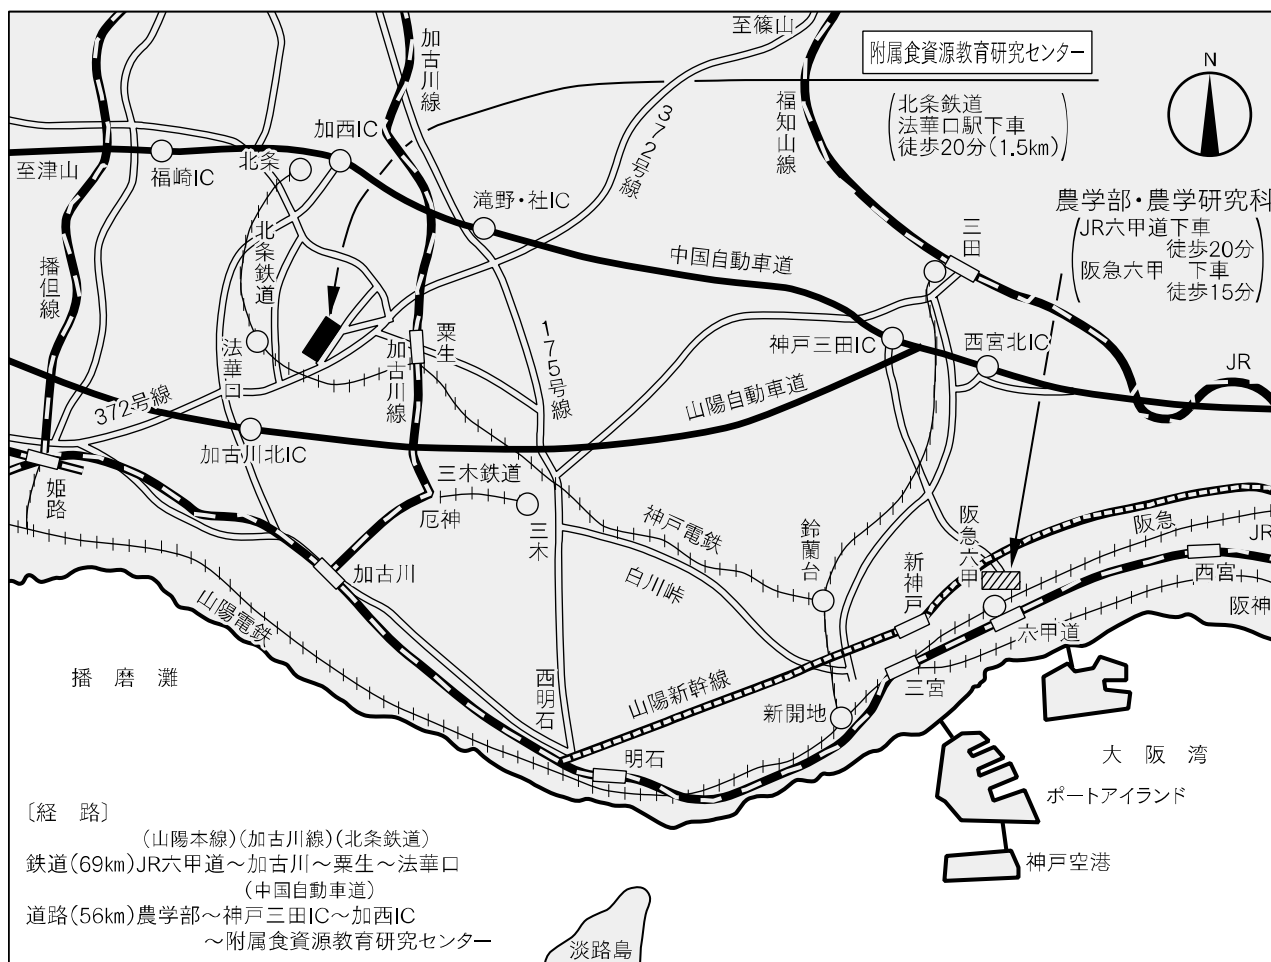 至篠山
附属食資源教育研究センター
北条鉄道
法華口駅下車
徒歩20分(1.5km)
N
加古川線
福知山線
372号線
加西IC
北条
至津山
福崎IC
滝野・社IC
農学部・農学研究科
JR六甲道下車
徒歩20分
阪急六甲 下車
徒歩15分
三田
北条鉄道
播但線
中国自動車道
法華口
粟生
加古川線
175号線
神戸三田IC
西宮北IC
JR
372号線
山陽自動車道
加古川北IC
姫路
三木鉄道
厄神
三木
神戸電鉄
鈴蘭台
阪急六甲
阪急
JR
新神戸
西宮
阪神
加古川
白川峠
山陽電鉄
六甲道
播磨灘
西明石
山陽新幹線
三宮
新開地
明石
大阪湾
ポートアイランド
神戸空港
〔経 路〕
(山陽本線)(加古川線)(北条鉄道)
鉄道(69km)JR六甲道～加古川～粟生～法華口
(中国自動車道)
道路(56km)農学部～神戸三田IC～加西IC
～附属食資源教育研究センター
淡路島